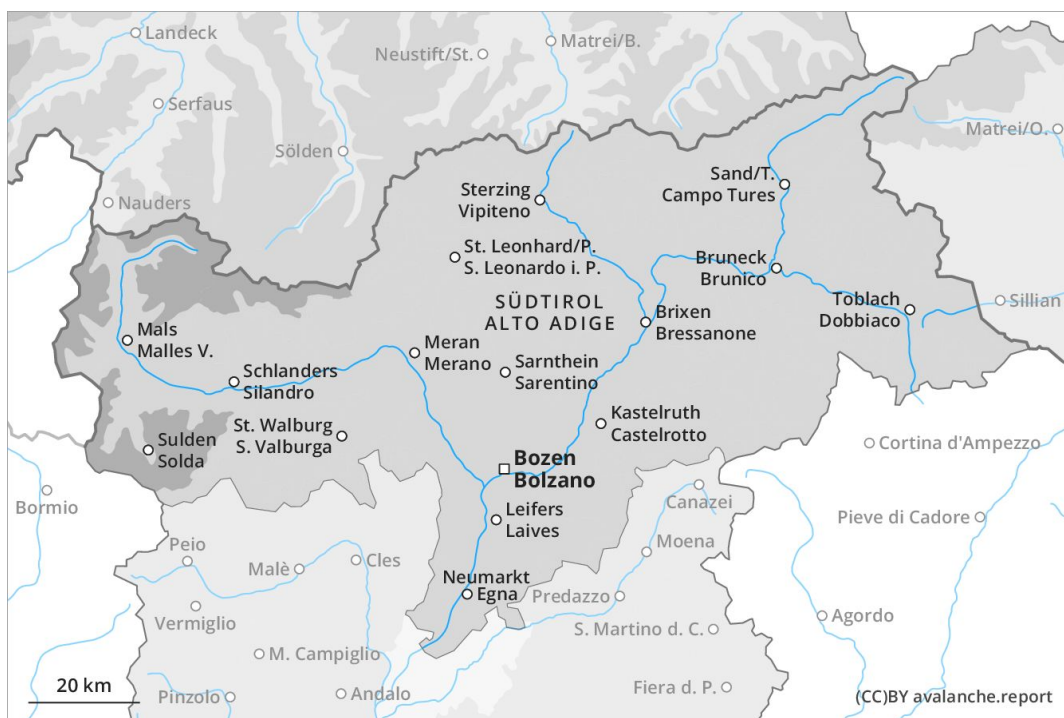 Landeck
Neustift/St.
Matrei/B.
Serfaus
Matrei/O.
Sölden
Sand/T.
Campo Tures
Nauders
Sterzing
Vipiteno
St. Leonhard/P.
S. Leonardo i. P.
Bruneck
Brunico
SÜDTIROL
ALTO ADIGE
Toblach
Dobbiaco
Sillian
Brixen
Bressanone
Mals
Malles V.
Meran
Merano
Schlanders
Silandro
Sarnthein
Sarentino
Kastelruth
Castelrotto
St. Walburg
S. Valburga
Sulden
Solda
Cortina d'Ampezzo
Bozen
Bolzano
Bormio
Canazei
Leifers
Laives
Pieve di Cadore
Peio
Moena
Cles
Malè
Neumarkt
Egna
Predazzo
Vermiglio
Agordo
S. Martino d. C.
M. Campiglio
20 km
Pinzolo
Andalo
Fiera d. P.
(CC)BY avalanche.report